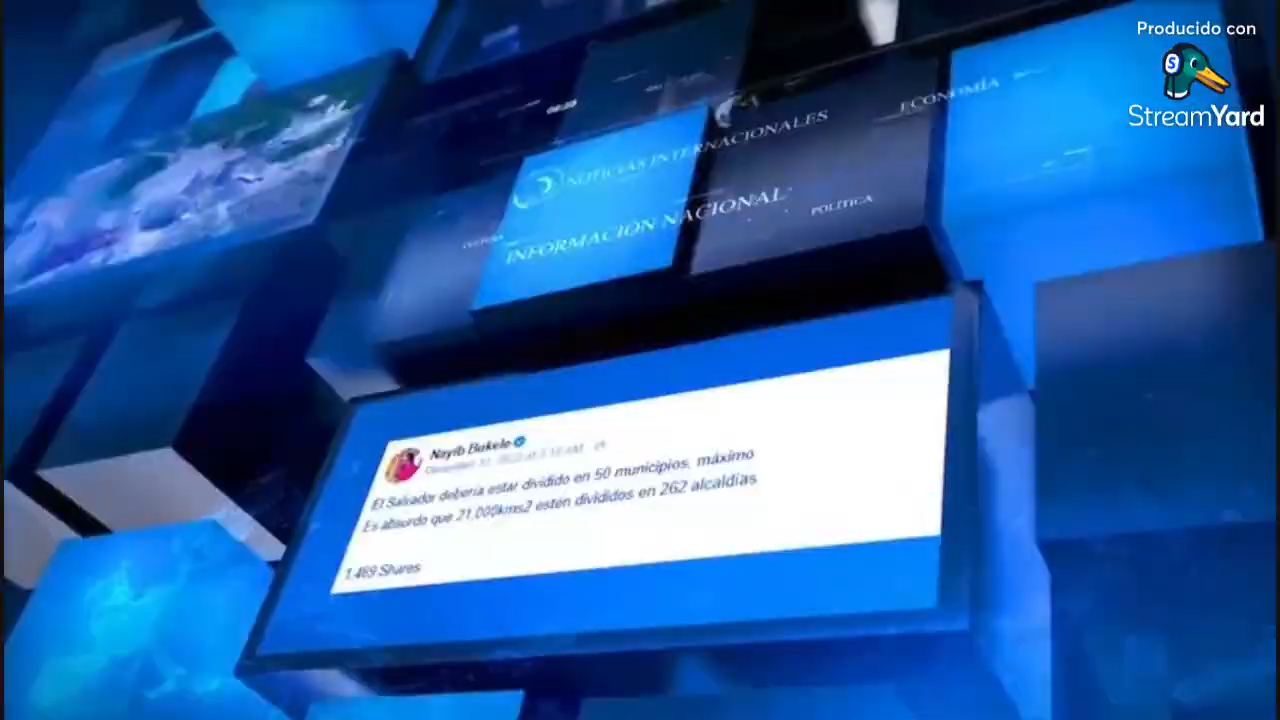 Producido con
StreamYard
ECONOMÍA
NOTICIAS INTERNACIONALES
INFORMACION NACIONAL
POLÍTICA
Nayib Bukele
El Salvador debería estar dividido en 50 municipios, máximo
Es absurdo que 21,000kms2 estén divididos en 262 alcaldías
1,469 Shares